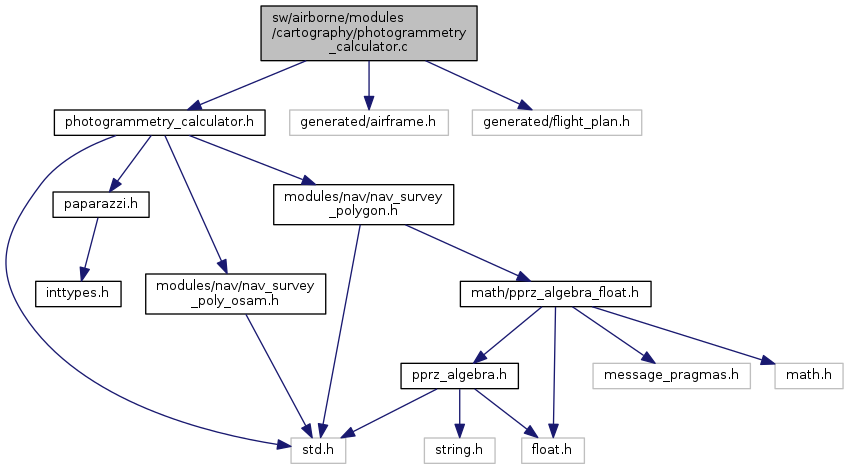 sw/airborne/modules
/cartography/photogrammetry
_calculator.c
photogrammetry_calculator.h
generated/airframe.h
generated/flight_plan.h
paparazzi.h
modules/nav/nav_survey
_polygon.h
inttypes.h
modules/nav/nav_survey
_poly_osam.h
math/pprz_algebra_float.h
pprz_algebra.h
message_pragmas.h
math.h
std.h
string.h
float.h